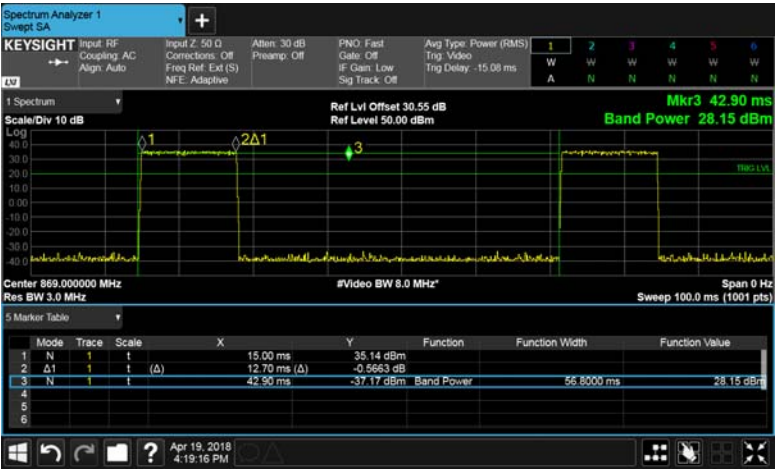 Spectrum Analyzer 1
Swept SA
+
KEYSIGHT Input: RF Input Z: 50 Ω Atten: 30 dB PNO: Fast Avg Type: Power (RMS) 1 2 3 4 5 6
Coupling: AC Corrections: Off Preamp: Off Gate: Off Trig: Video W W W W W W
Align: Auto Freq Ref: Ext (S) IF Gain: Low Trig Delay: -15.08 ms
LXI NFE: Adaptive Sig Track: Off A N N N N N
1 Spectrum Ref Lvl Offset 30.55 dB Mkr3 42.90 ms
Scale/Div 10 dB Ref Level 50.00 dBm Band Power 28.15 dBm
Log
40.0 1 2Δ1 3
30.0
20.0 TRIG LVL
10.0
0.00
-10.0
-20.0
-30.0
-40.0
Center 869.000000 MHz #Video BW 8.0 MHz* Span 0 Hz
Res BW 3.0 MHz Sweep 100.0 ms (1001 pts)
5 Marker Table
Mode Trace Scale X Y Function Function Width Function Value
1 N 1 t 15.00 ms 35.14 dBm
2 Δ1 1 t (Δ) 12.70 ms (Δ) -0.5663 dB
3 N 1 t 42.90 ms -37.17 dBm Band Power 56.8000 ms 28.15 dBm
4
5
6
? Apr 19, 2018
4:19:16 PM